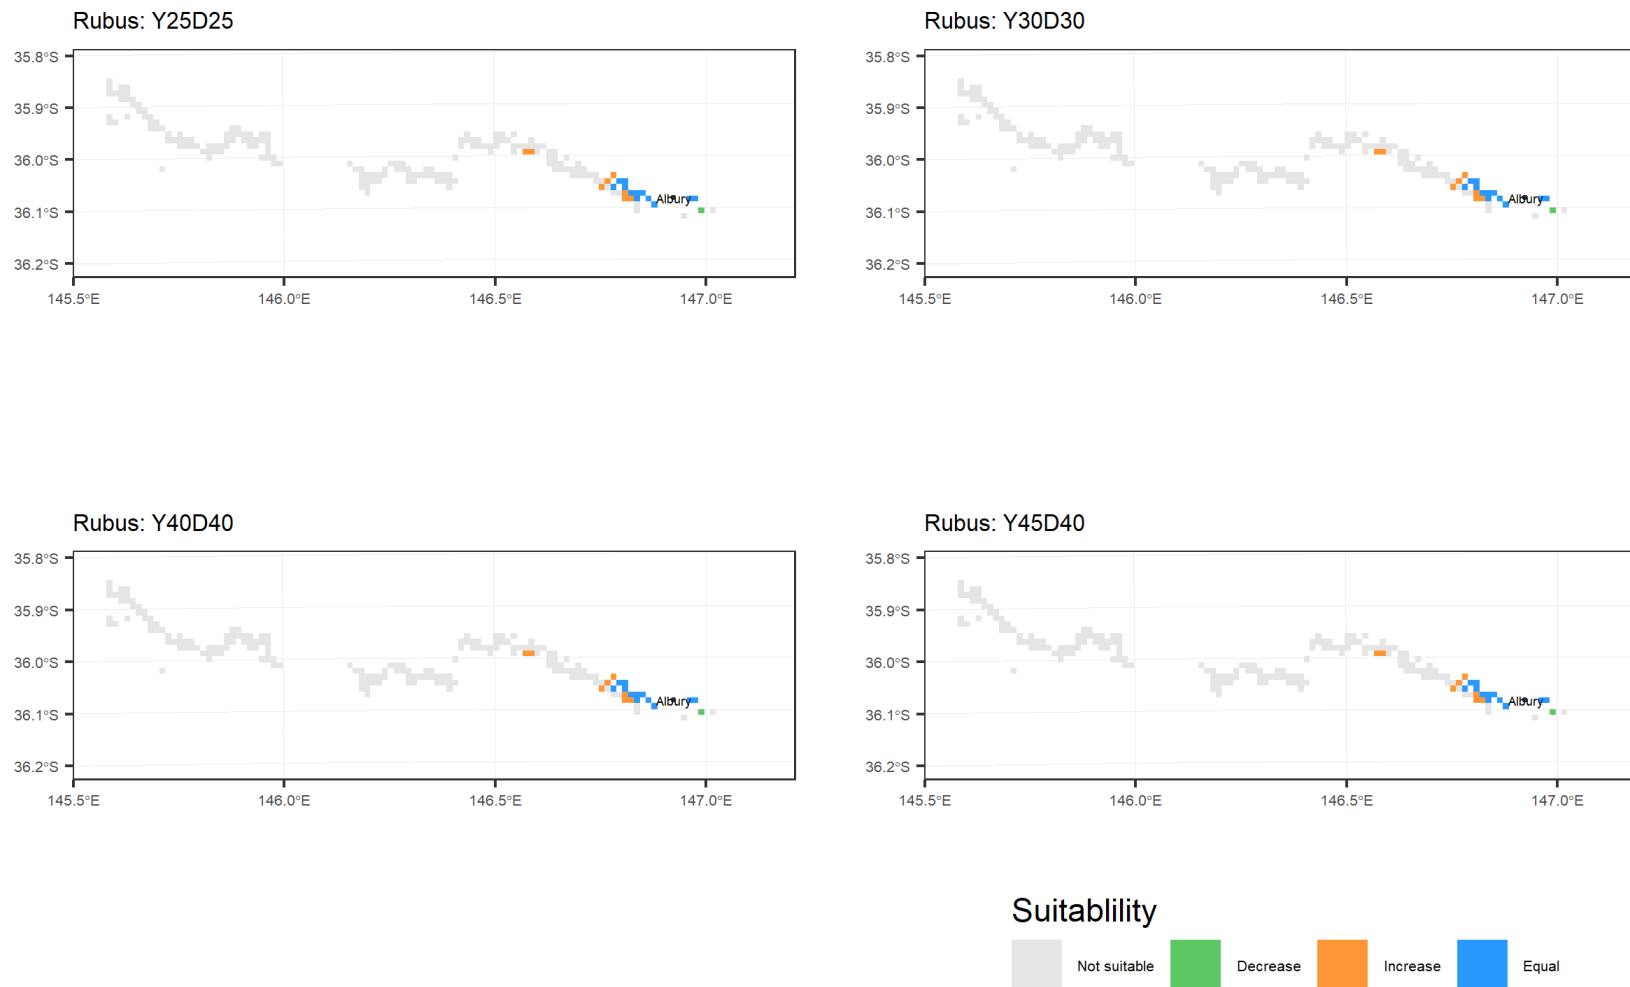 Rubus: Y25D25
Rubus: Y30D30
35.8°S
35.9°S
36.0°S
36.1°S
36.2°S
Albury
145.5°E 146.0°E 146.5°E 147.0°E
35.8°S
35.9°S
36.0°S
36.1°S
36.2°S
Albury
145.5°E 146.0°E 146.5°E 147.0°E
Rubus: Y40D40
Rubus: Y45D40
35.8°S
35.9°S
36.0°S
36.1°S
36.2°S
Albury
145.5°E 146.0°E 146.5°E 147.0°E
35.8°S
35.9°S
36.0°S
36.1°S
36.2°S
Albury
145.5°E 146.0°E 146.5°E 147.0°E
Suitablility
Not suitable Decrease Increase Equal